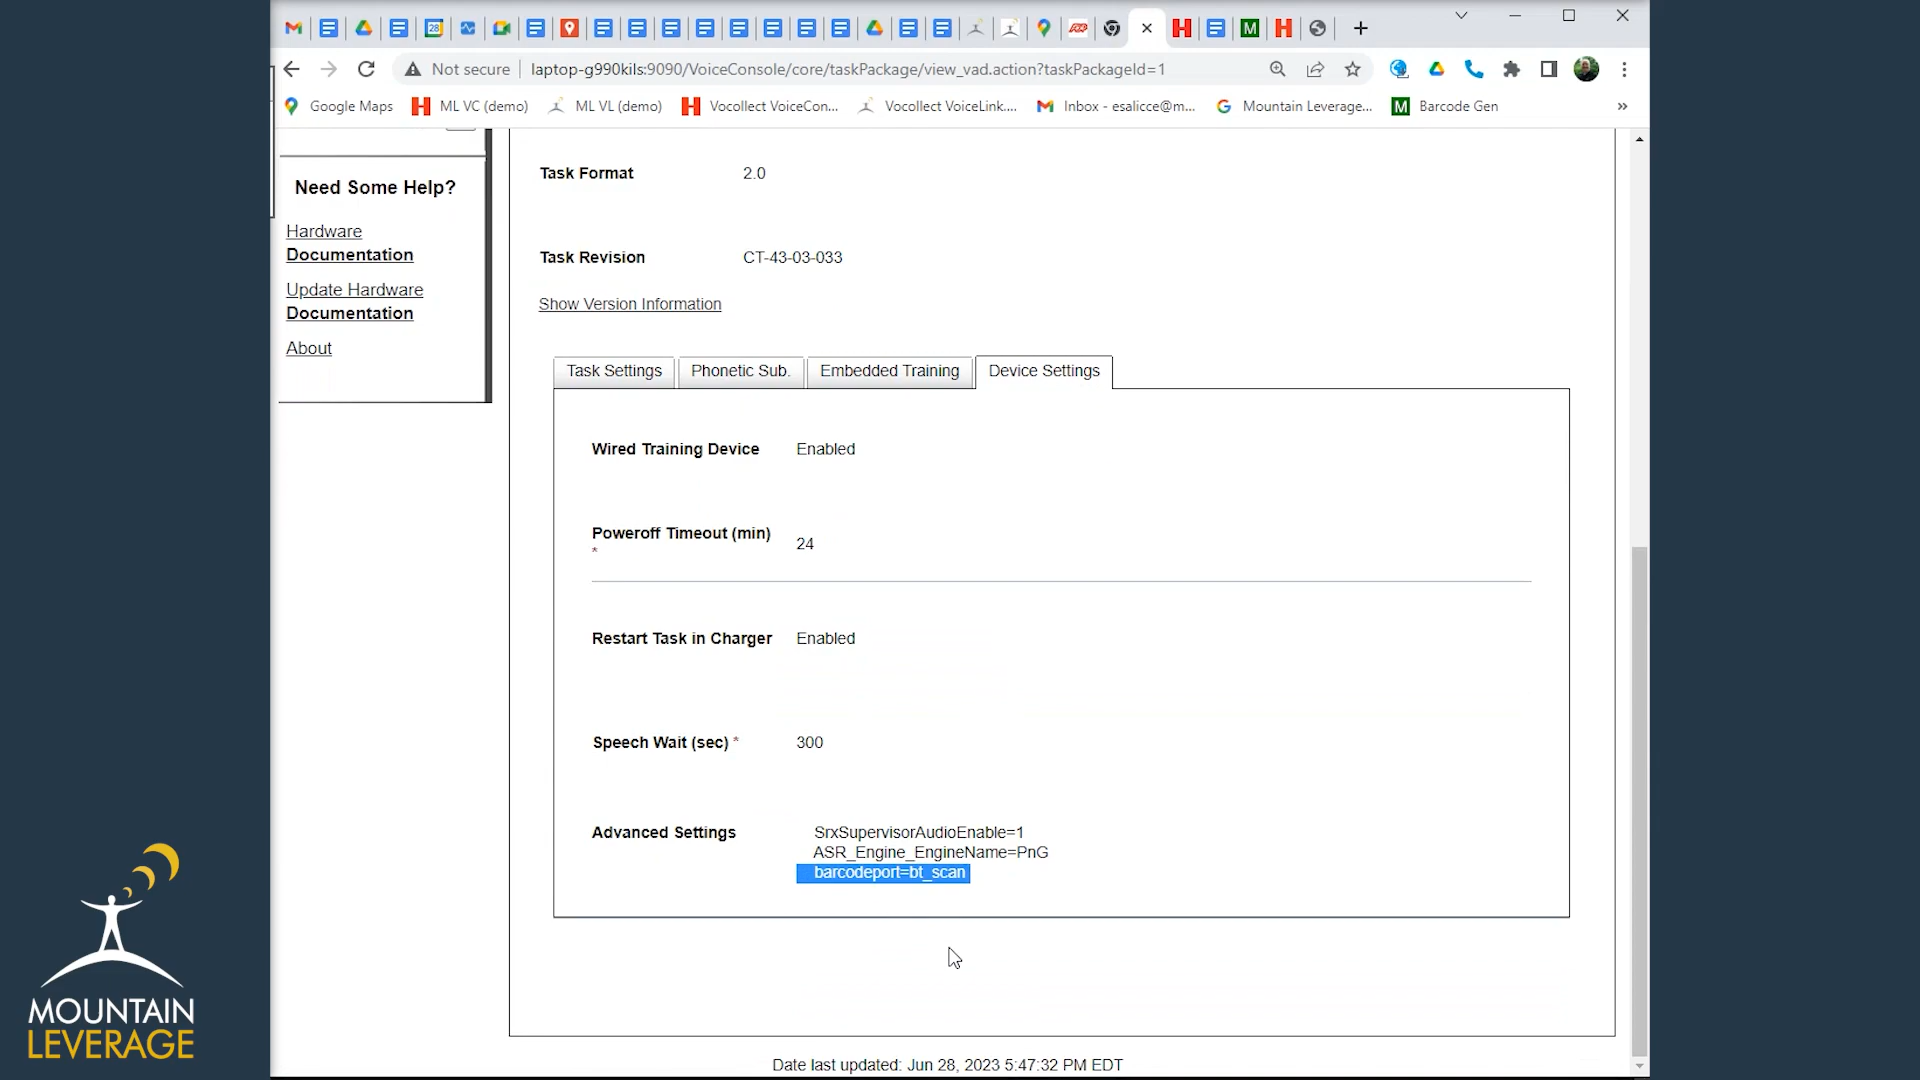 28
Not secure
laptop-g990kils:9090/VoiceConsole/core/taskPackage/view_vad.action?taskPackageId=1
Google Maps
ML VC (demo)
ML VL (demo)
Vocollect VoiceCon...
Vocollect VoiceLink....
Inbox - esalicce@m...
Mountain Leverage...
Barcode Gen
»
Need Some Help?
Hardware
Documentation
Update Hardware
Documentation
About
Task Format 2.0
Task Revision CT-43-03-033
Show Version Information
Task Settings
Phonetic Sub.
Embedded Training
Device Settings
Wired Training Device Enabled
Poweroff Timeout (min)
* 24
Restart Task in Charger Enabled
Speech Wait (sec) * 300
Advanced Settings SrxSupervisorAudioEnable=1
ASR_Engine_EngineName=PnG
barcodeport=bt_scan
Date last updated: Jun 28, 2023 5:47:32 PM EDT
MOUNTAIN
LEVERAGE